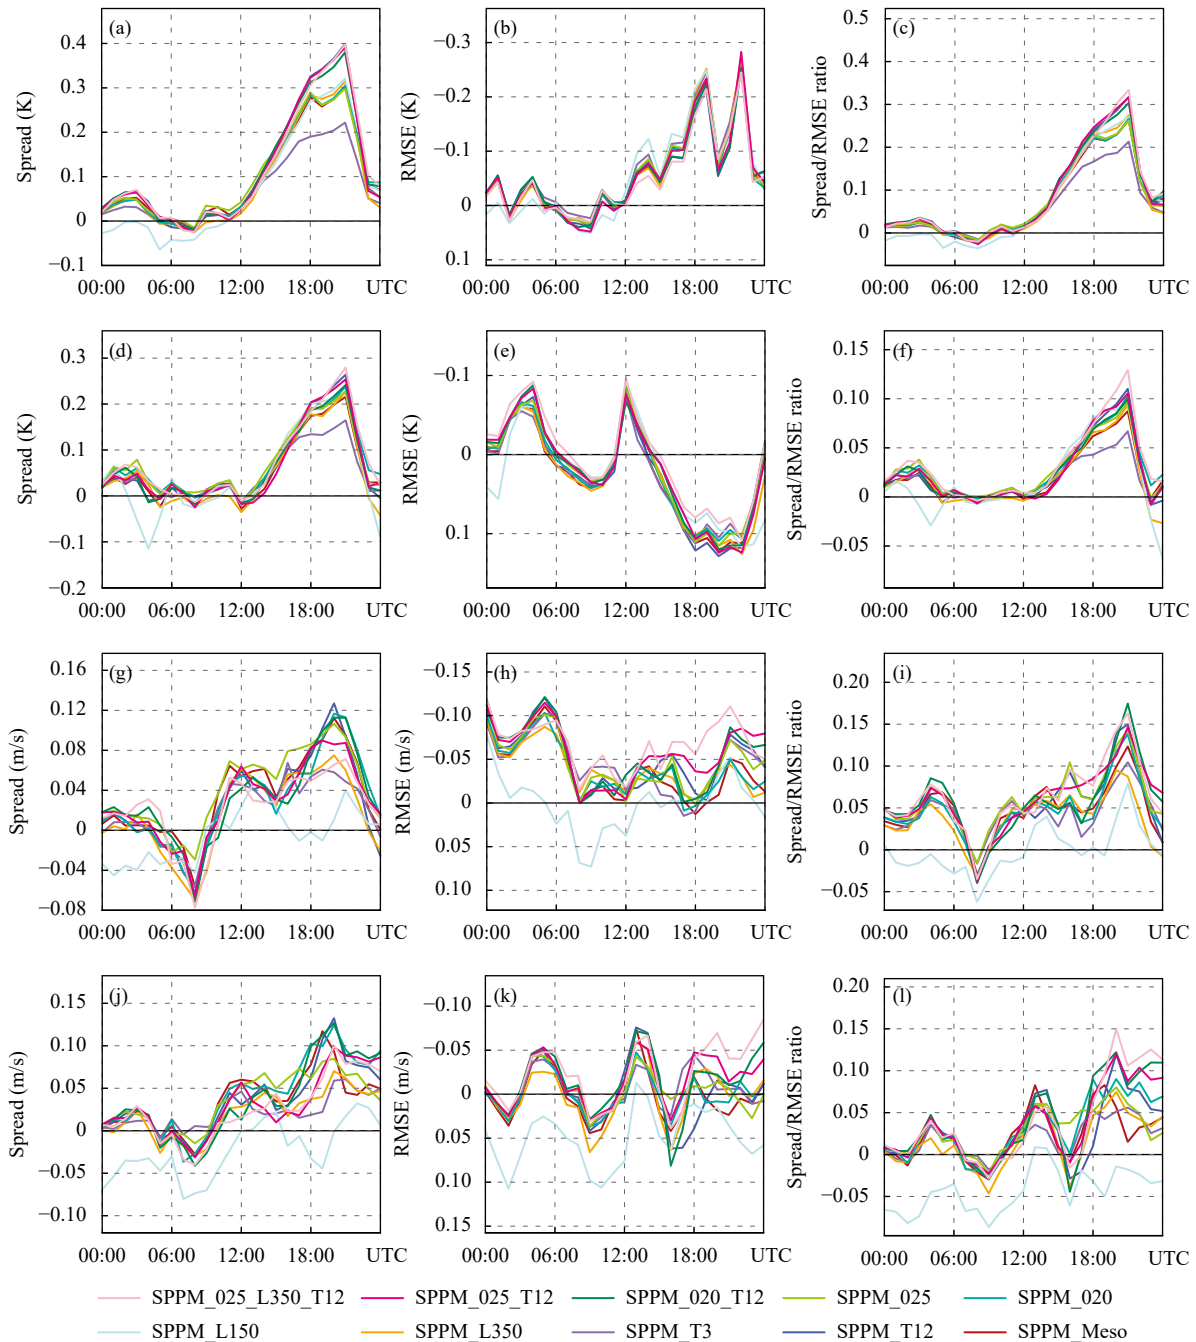 (a)
Spread (K)
0.4
0.3
0.2
0.1
0
−0.1
00:00 06:00 12:00 18:00 UTC
(b)
RMSE (K)
−0.3
−0.2
−0.1
0
0.1
00:00 06:00 12:00 18:00 UTC
(c)
Spread/RMSE ratio
0.5
0.4
0.3
0.2
0.1
0
00:00 06:00 12:00 18:00 UTC
(d)
Spread (K)
0.3
0.2
0.1
0
−0.1
−0.2
00:00 06:00 12:00 18:00 UTC
(e)
RMSE (K)
−0.1
0
0.1
00:00 06:00 12:00 18:00 UTC
(f)
Spread/RMSE ratio
0.15
0.10
0.05
0
−0.05
00:00 06:00 12:00 18:00 UTC
(g)
Spread (m/s)
0.16
0.12
0.08
0.04
0
−0.04
−0.08
00:00 06:00 12:00 18:00 UTC
(h)
RMSE (m/s)
−0.15
−0.10
−0.05
0
0.05
0.10
00:00 06:00 12:00 18:00 UTC
(i)
Spread/RMSE ratio
0.20
0.15
0.10
0.05
0
−0.05
00:00 06:00 12:00 18:00 UTC
(j)
Spread (m/s)
0.15
0.10
0.05
0
−0.05
−0.10
00:00 06:00 12:00 18:00 UTC
(k)
RMSE (m/s)
−0.10
−0.05
0
0.05
0.10
0.15
00:00 06:00 12:00 18:00 UTC
(l)
Spread/RMSE ratio
0.20
0.15
0.10
0.05
0
−0.05
00:00 06:00 12:00 18:00 UTC
SPPM_025_L350_T12 SPPM_025_T12 SPPM_020_T12 SPPM_025 SPPM_020
SPPM_L150 SPPM_L350 SPPM_T3 SPPM_T12 SPPM_Meso